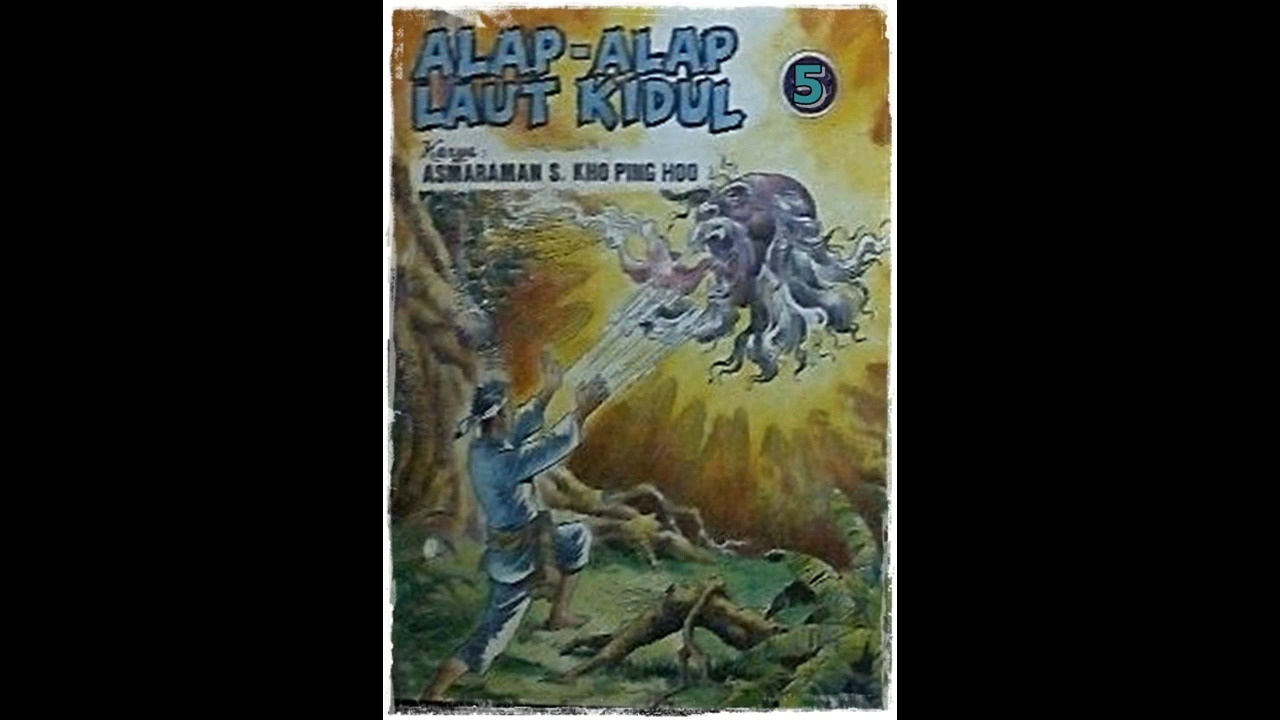 ALAP-ALAP
LAUT KIDUL
5
Karya :
ASMARAMAN S. KHO PING HOO